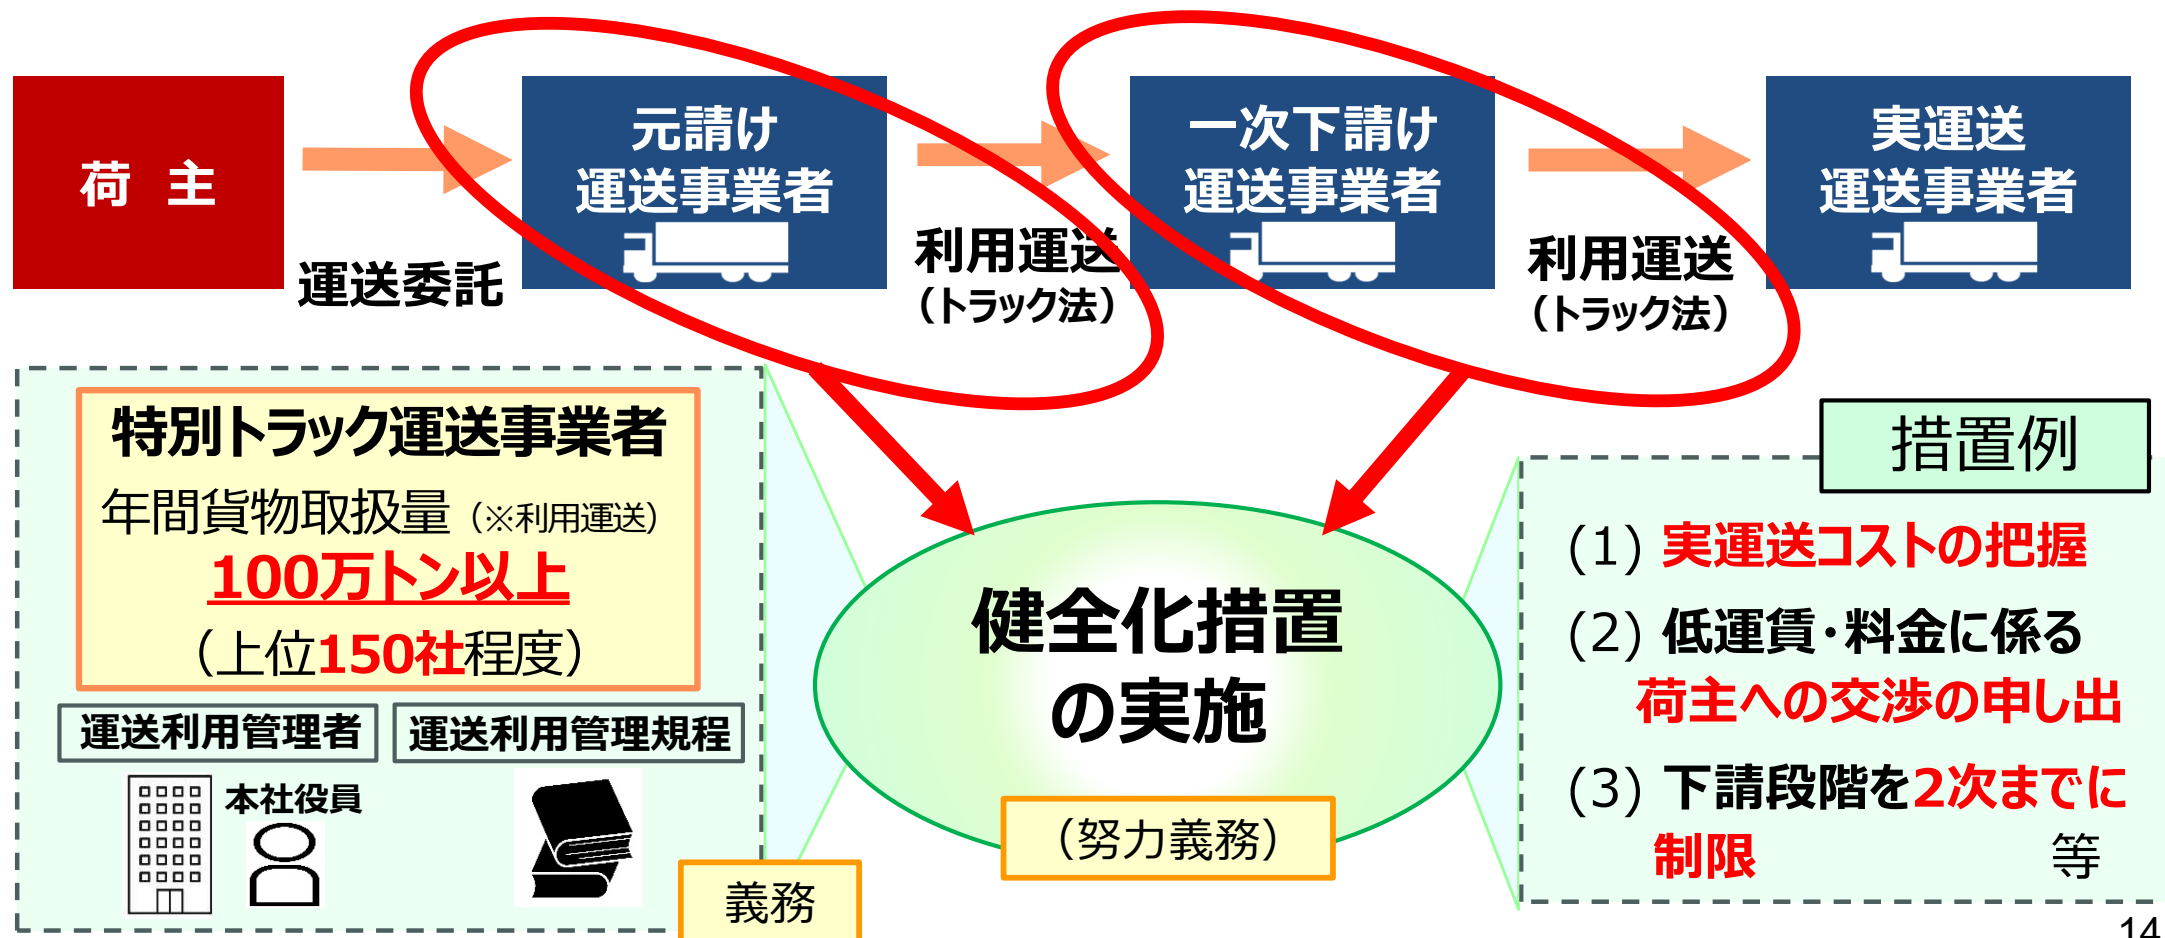 荷 主
運送委託
元請け
運送事業者
利用運送
（トラック法）
一次下請け
運送事業者
利用運送
（トラック法）
実運送
運送事業者
特別トラック運送事業者
年間貨物取扱量（※利用運送）
100万トン以上
（上位150社程度）
運送利用管理者
運送利用管理規程
本社役員
義務
健全化措置
の実施
（努力義務）
措置例
(1) 実運送コストの把握
(2) 低運賃・料金に係る
荷主への交渉の申し出
(3) 下請段階を2次までに
制限 等
14